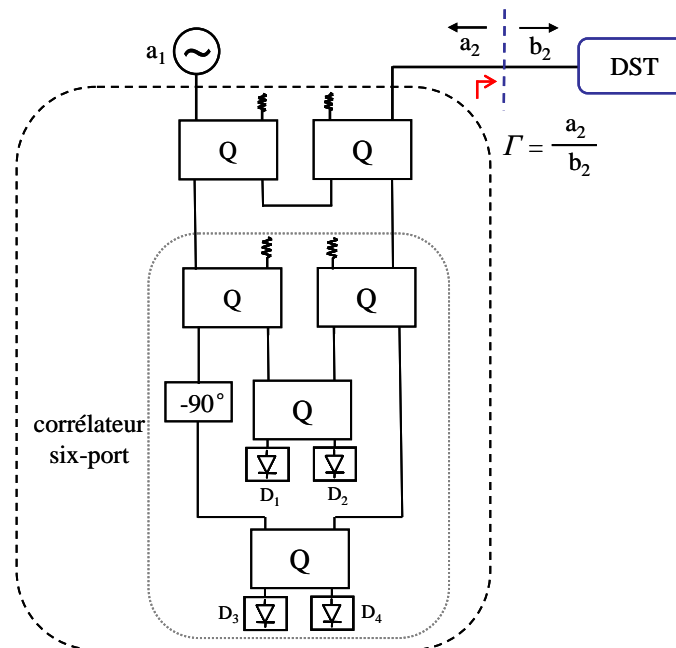 a₁
~
a₂
b₂
DST
Γ = a₂ / b₂
Q
Q
Q
Q
-90°
Q
corrélateur
six-port
D₁
D₂
Q
D₃
D₄